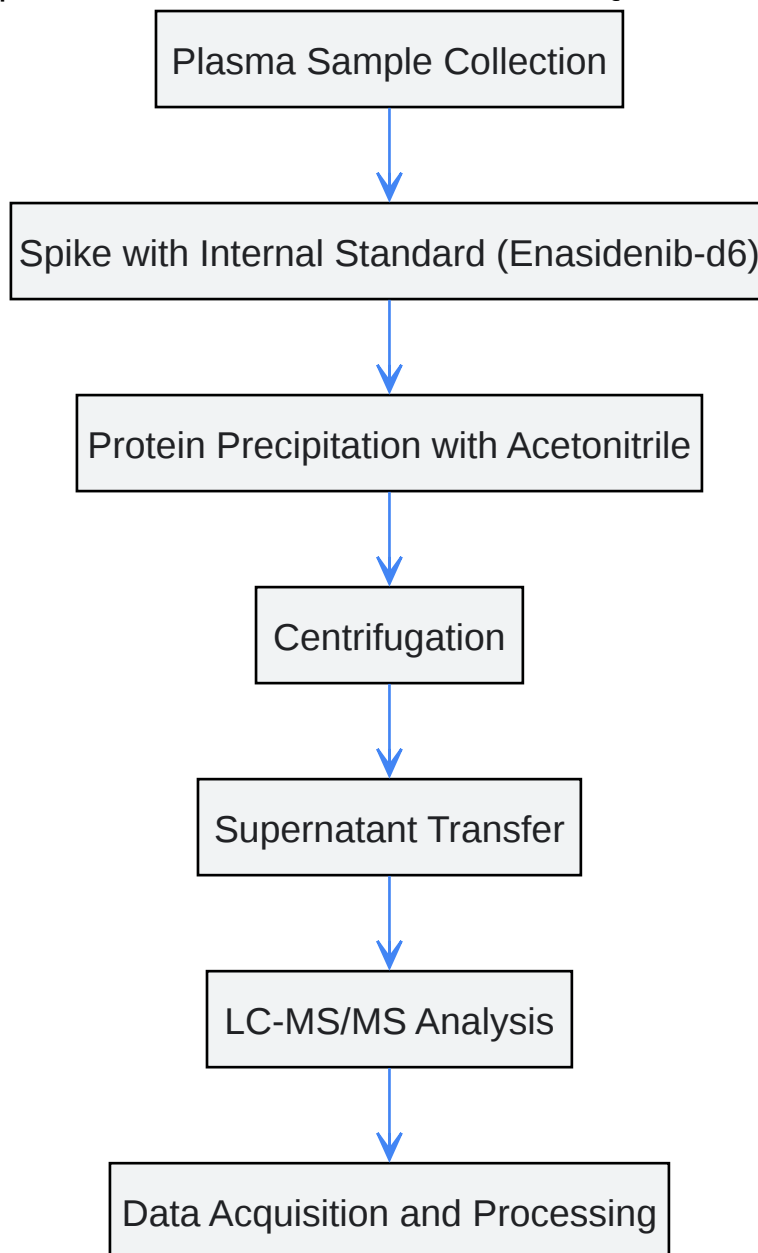 Plasma Sample Collection
Spike with Internal Standard (Enasidenib-d6)
Protein Precipitation with Acetonitrile
Centrifugation
Supernatant Transfer
LC-MS/MS Analysis
Data Acquisition and Processing